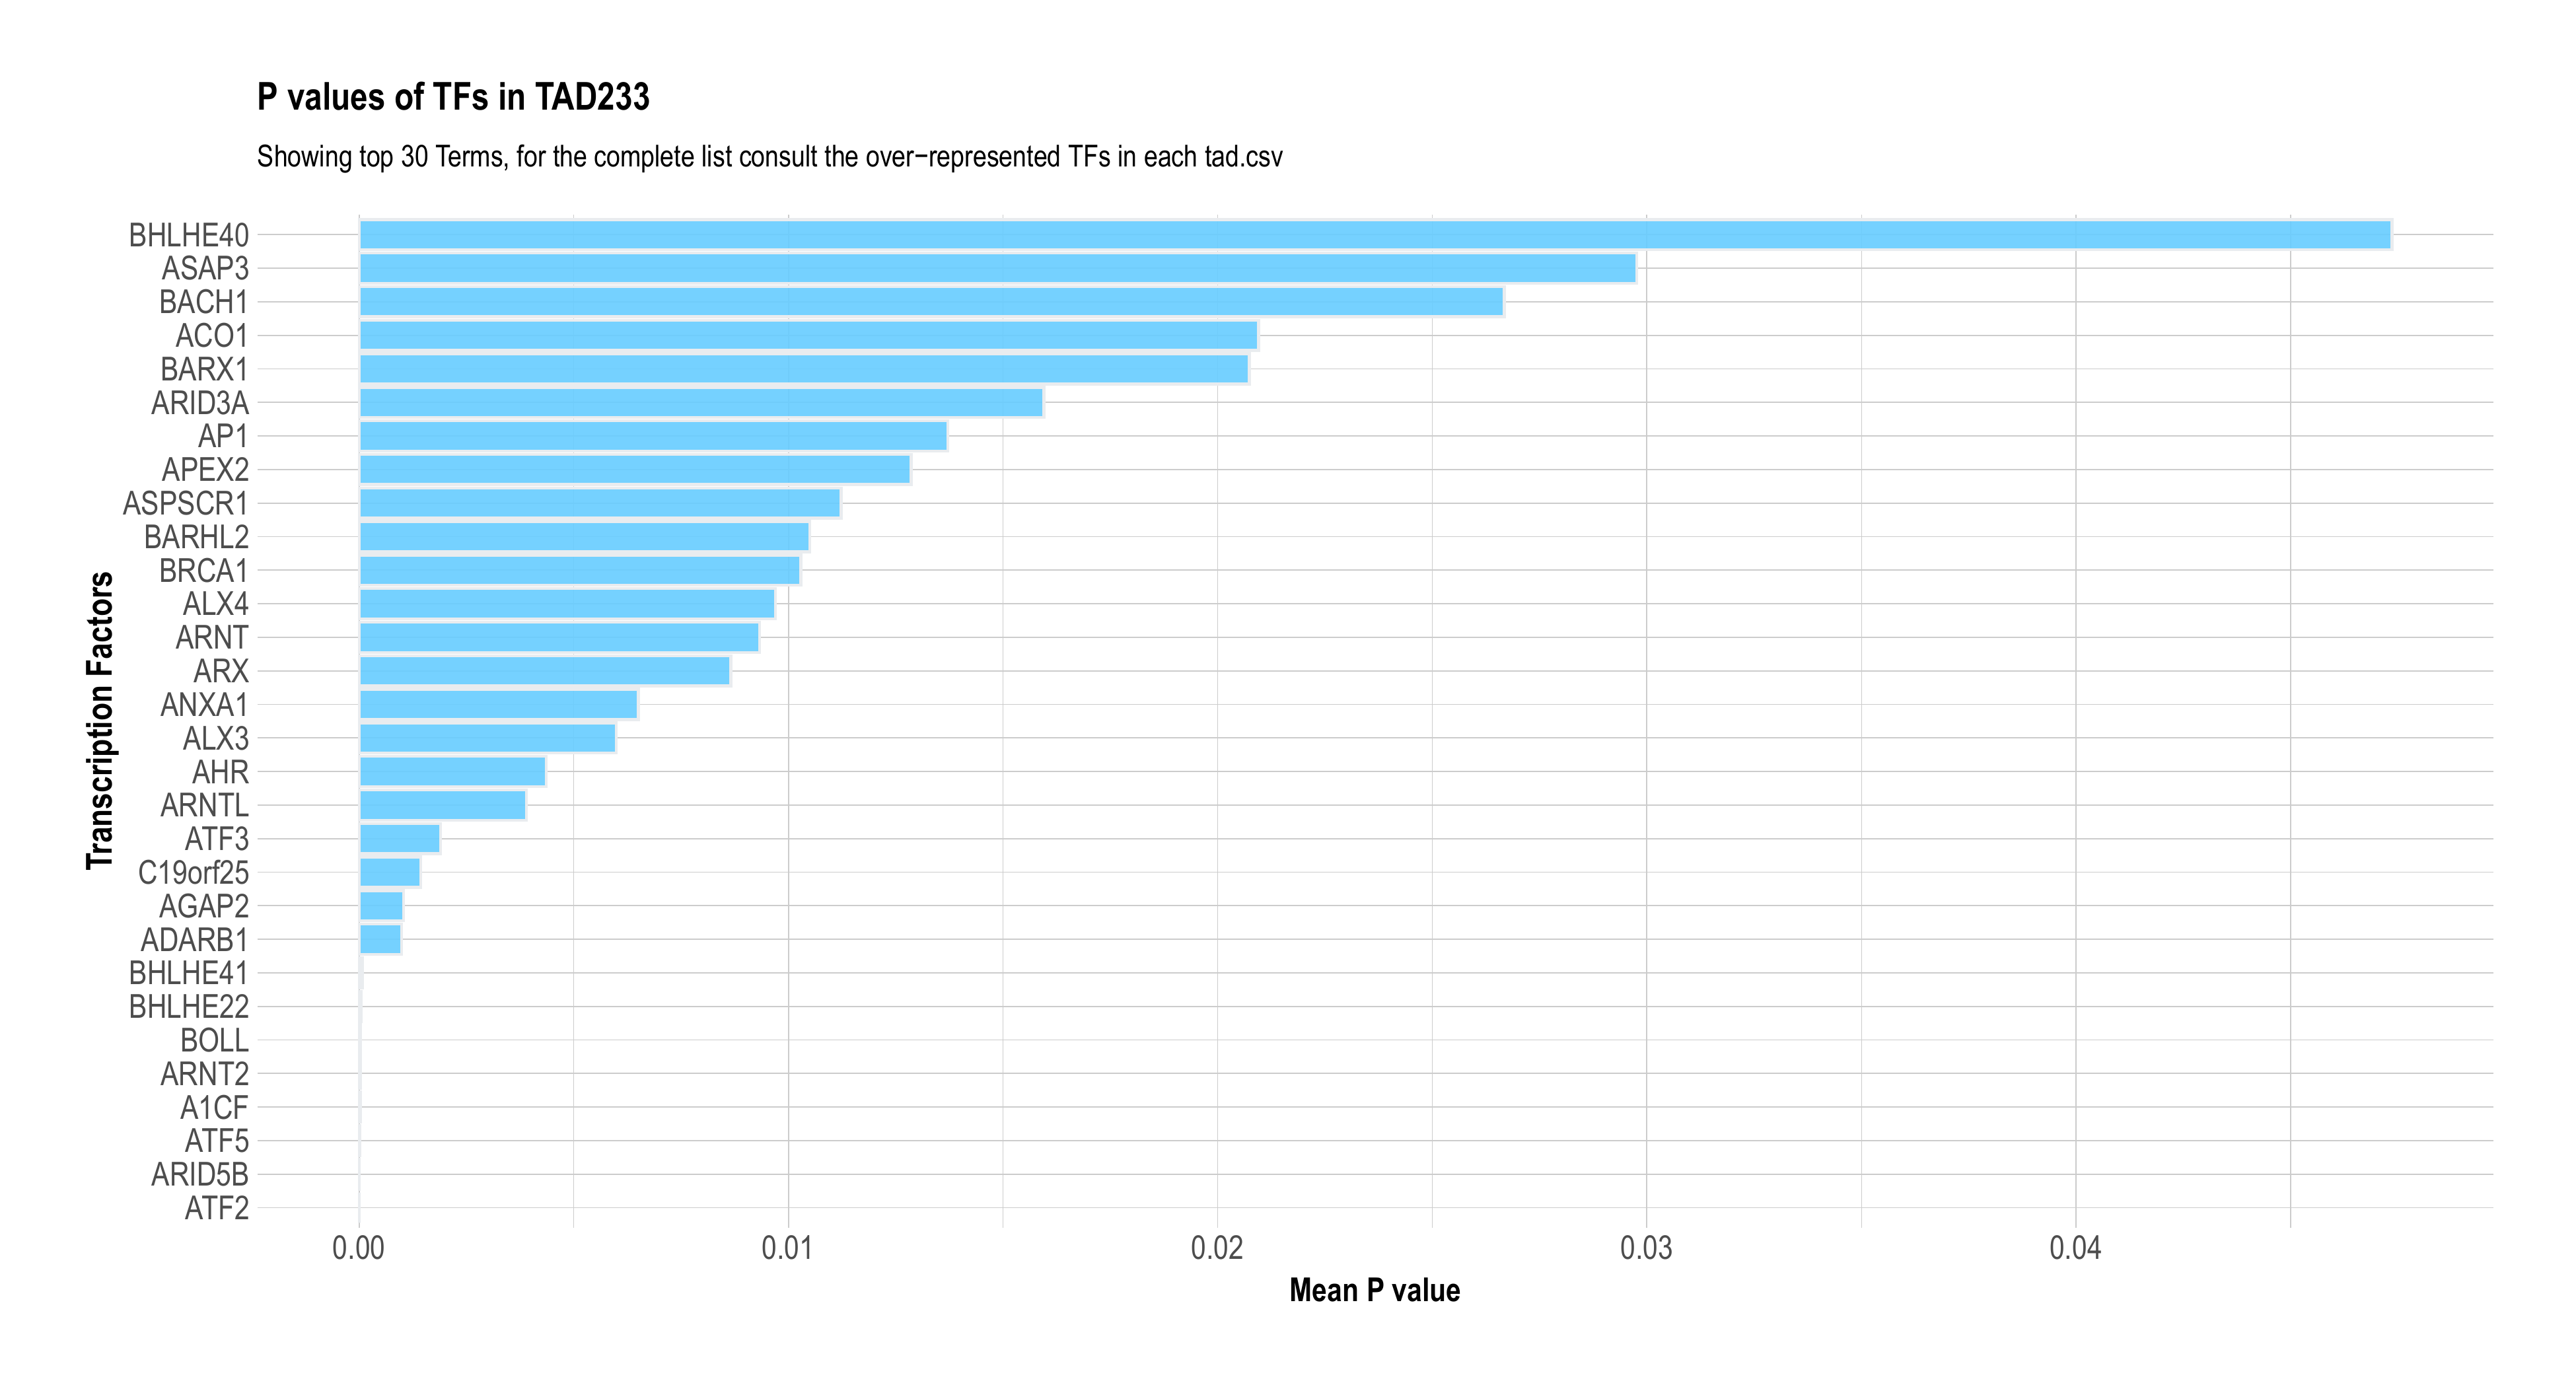 P values of TFs in TAD233
Showing top 30 Terms, for the complete list consult the over−represented TFs in each tad.csv
Transcription Factors
BHLHE40
ASAP3
BACH1
ACO1
BARX1
ARID3A
AP1
APEX2
ASPSCR1
BARHL2
BRCA1
ALX4
ARNT
ARX
ANXA1
ALX3
AHR
ARNTL
ATF3
C19orf25
AGAP2
ADARB1
BHLHE41
BHLHE22
BOLL
ARNT2
A1CF
ATF5
ARID5B
ATF2
0.00 0.01 0.02 0.03 0.04
Mean P value